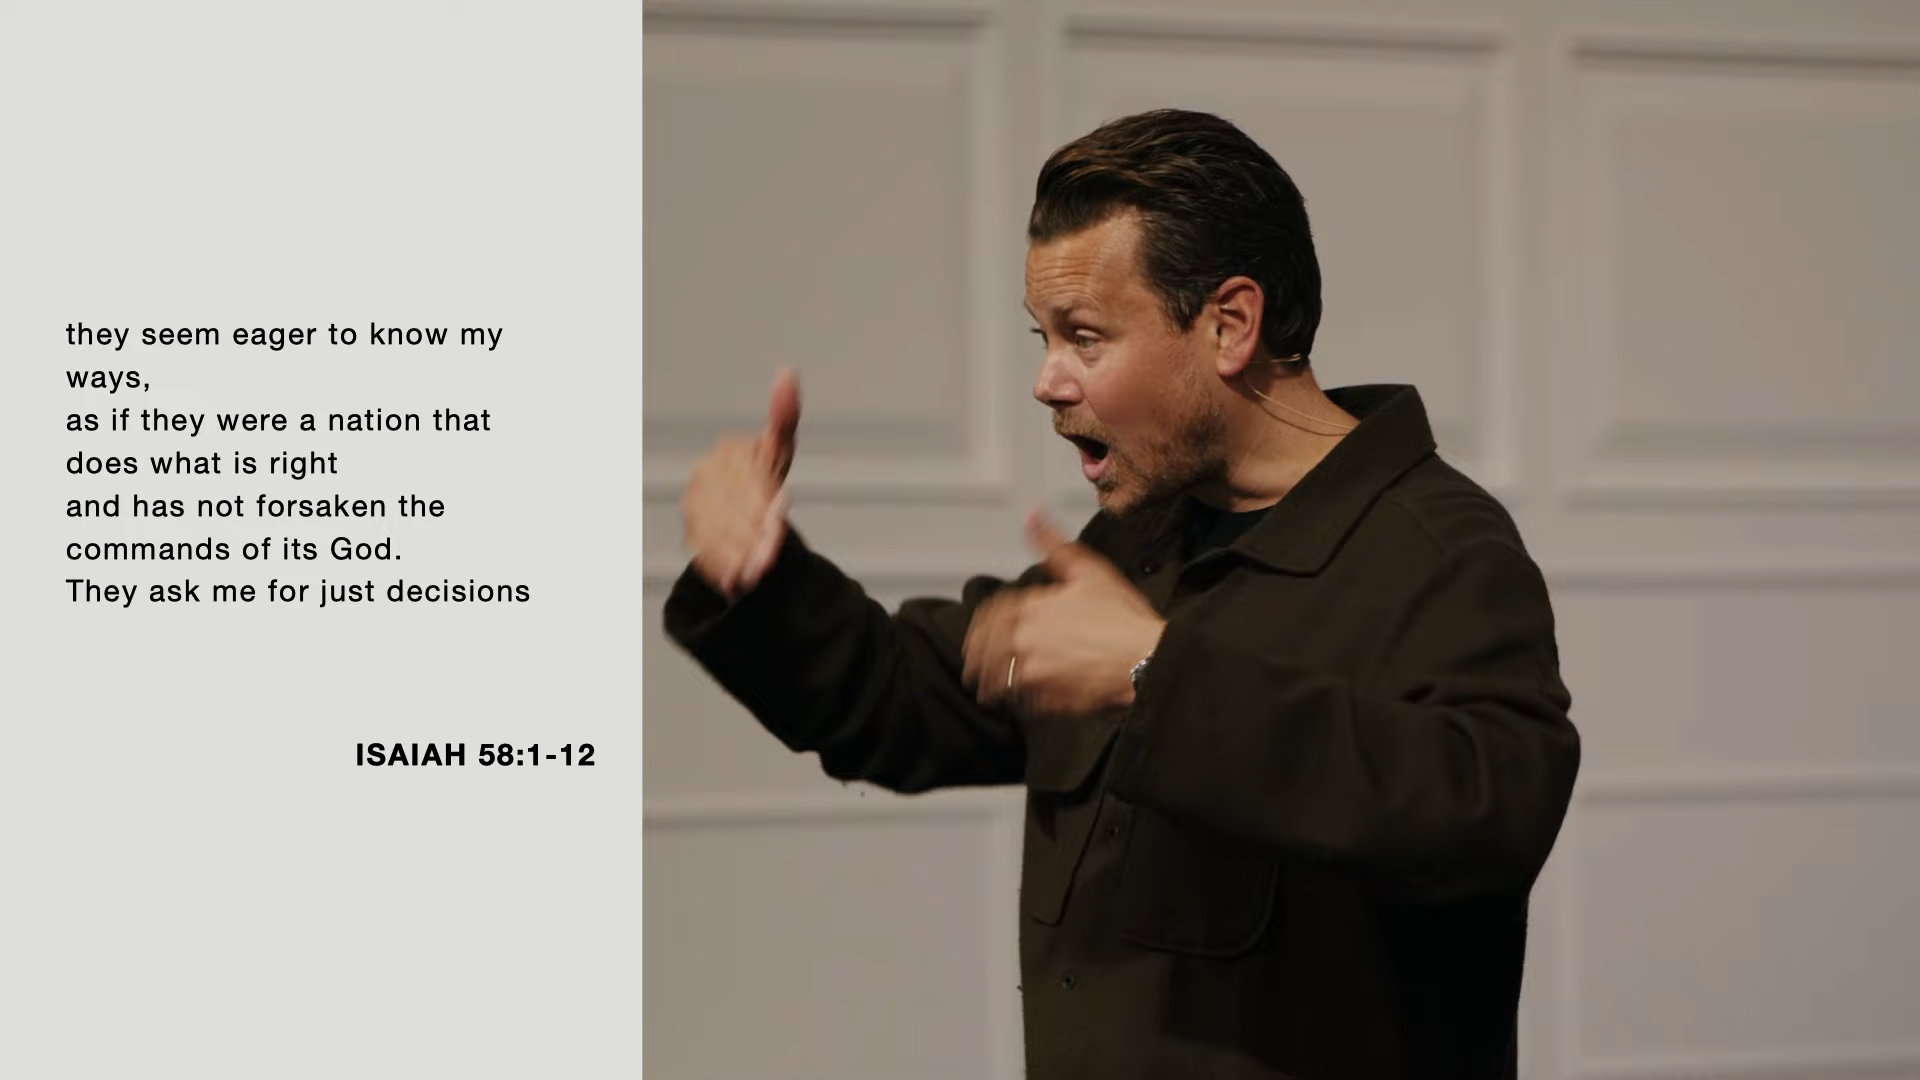 they seem eager to know my
ways,
as if they were a nation that
does what is right
and has not forsaken the
commands of its God.
They ask me for just decisions
ISAIAH 58:1-12